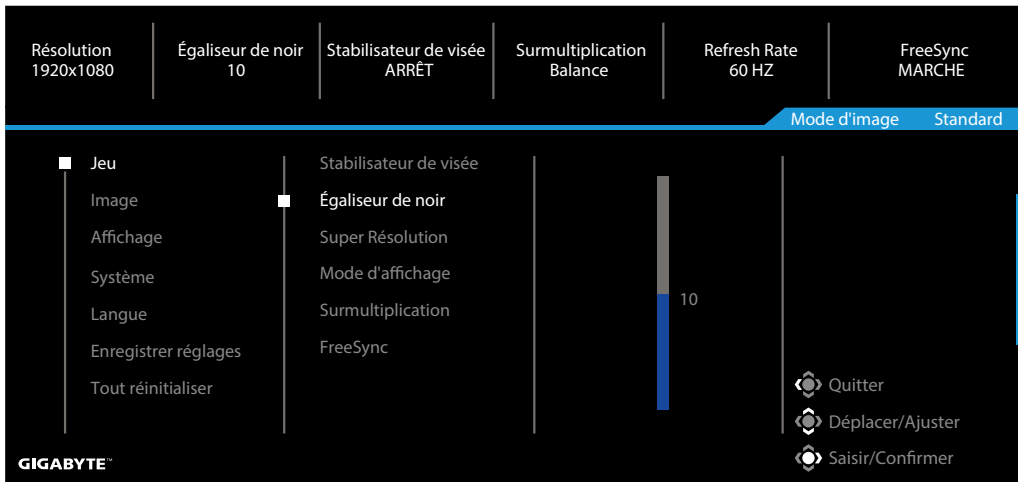 Résolution
1920x1080
Égaliseur de noir
10
Stabilisateur de visée
ARRÊT
Surmultiplication
Balance
Refresh Rate
60 HZ
FreeSync
MARCHE
Mode d'image Standard
Jeu
Image
Affichage
Système
Langue
Enregistrer réglages
Tout réinitialiser
Stabilisateur de visée
Égaliseur de noir
Super Résolution
Mode d'affichage
Surmultiplication
FreeSync
10
Quitter
Déplacer/Ajuster
Saisir/Confirmer
GIGABYTE™